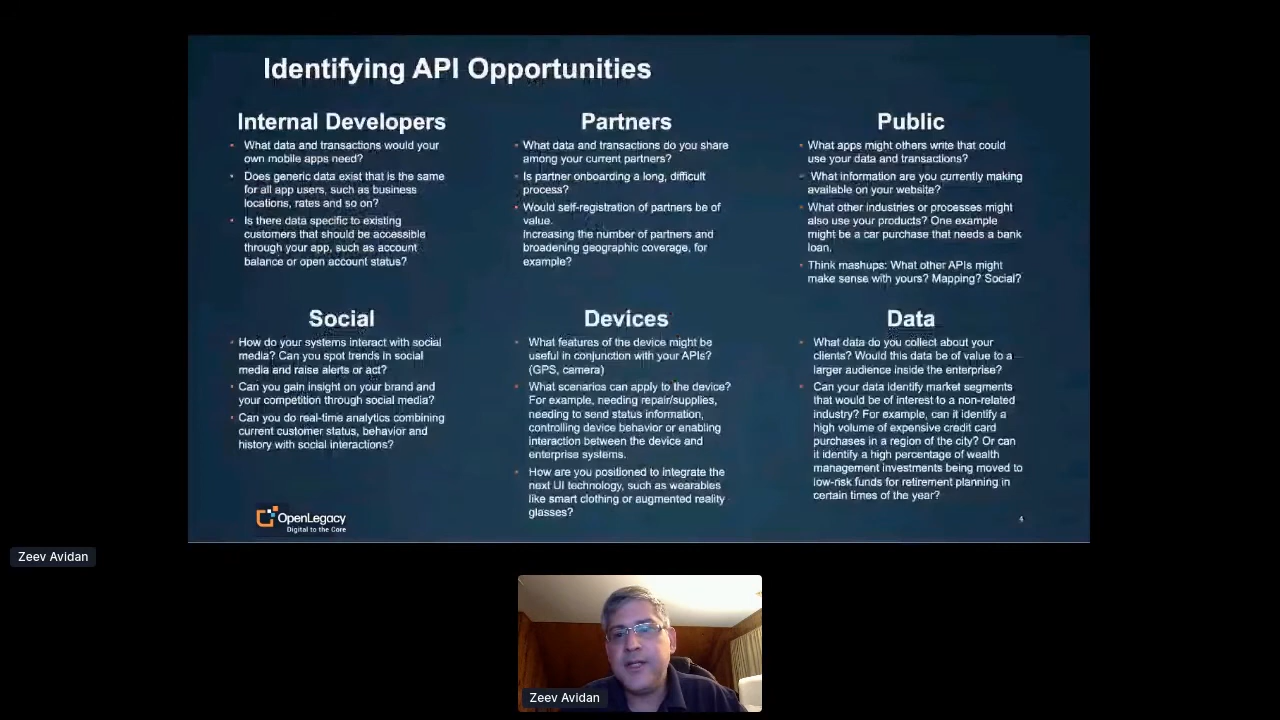 Identifying API Opportunities
Internal Developers
• What data and transactions would your
own mobile apps need?
• Does generic data exist that is the same
for all app users, such as business
locations, rates and so on?
• Is there data specific to existing
customers that should be accessible
through your app, such as account
balance or open account status?
Partners
• What data and transactions do you share
among your current partners?
• Is partner onboarding a long, difficult
process?
• Would self-registration of partners be of
value.
Increasing the number of partners and
broadening geographic coverage, for
example?
Public
• What apps might others write that could
use your data and transactions?
• What information are you currently making
available on your website?
• What other industries or processes might
also use your products? One example
might be a car purchase that needs a bank
loan.
• Think mashups: What other APIs might
make sense with yours? Mapping? Social?
Social
• How do your systems interact with social
media? Can you spot trends in social
media and raise alerts or act?
• Can you gain insight on your brand and
your competition through social media?
• Can you do real-time analytics combining
current customer status, behavior and
history with social interactions?
Devices
• What features of the device might be
useful in conjunction with your APIs?
(GPS, camera)
• What scenarios can apply to the device?
For example, needing repair/supplies,
needing to send status information,
controlling device behavior or enabling
interaction between the device and
enterprise systems.
• How are you positioned to integrate the
next UI technology, such as wearables
like smart clothing or augmented reality
glasses?
Data
• What data do you collect about your
clients? Would this data be of value to a
larger audience inside the enterprise?
• Can your data identify market segments
that would be of interest to a non-related
industry? For example, can it identify a
high volume of expensive credit card
purchases in a region of the city? Or can
it identify a high percentage of wealth
management investments being moved to
low-risk funds for retirement planning in
certain times of the year?
OpenLegacy
Digital to the Core
4
Zeev Avidan
Zeev Avidan